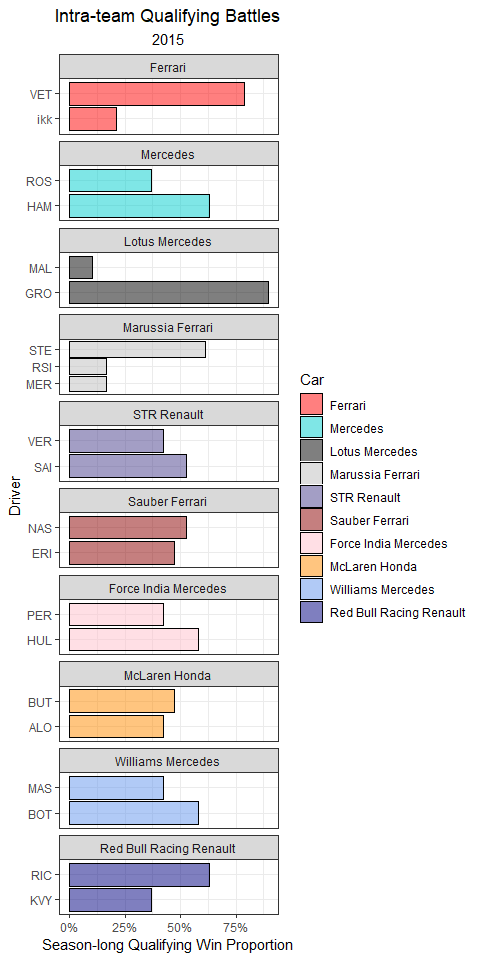 Intra-team Qualifying Battles
2015
Ferrari
VET
ikk
Mercedes
ROS
HAM
Lotus Mercedes
MAL
GRO
Marussia Ferrari
STE
RSI
MER
STR Renault
VER
SAI
Sauber Ferrari
NAS
ERI
Force India Mercedes
PER
HUL
McLaren Honda
BUT
ALO
Williams Mercedes
MAS
BOT
Red Bull Racing Renault
RIC
KVY
0% 25% 50% 75%
Season-long Qualifying Win Proportion
Driver
Car
Ferrari
Mercedes
Lotus Mercedes
Marussia Ferrari
STR Renault
Sauber Ferrari
Force India Mercedes
McLaren Honda
Williams Mercedes
Red Bull Racing Renault